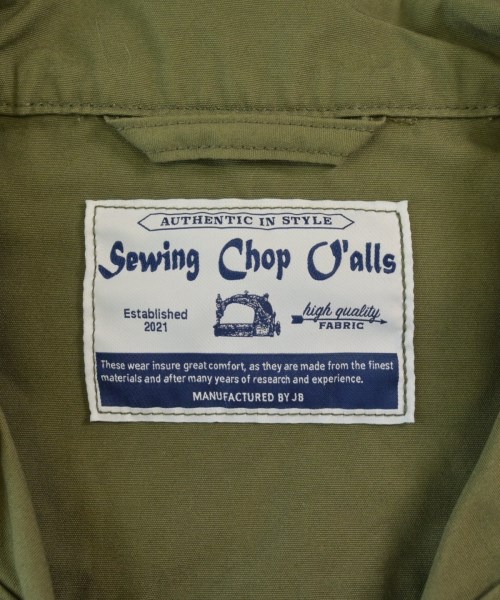 AUTHENTIC IN STYLE
Sewing Chop O'alls
Established
2021
high quality
FABRIC
These wear insure great comfort, as they are made from the finest
materials and after many years of research and experience.
MANUFACTURED BY JB